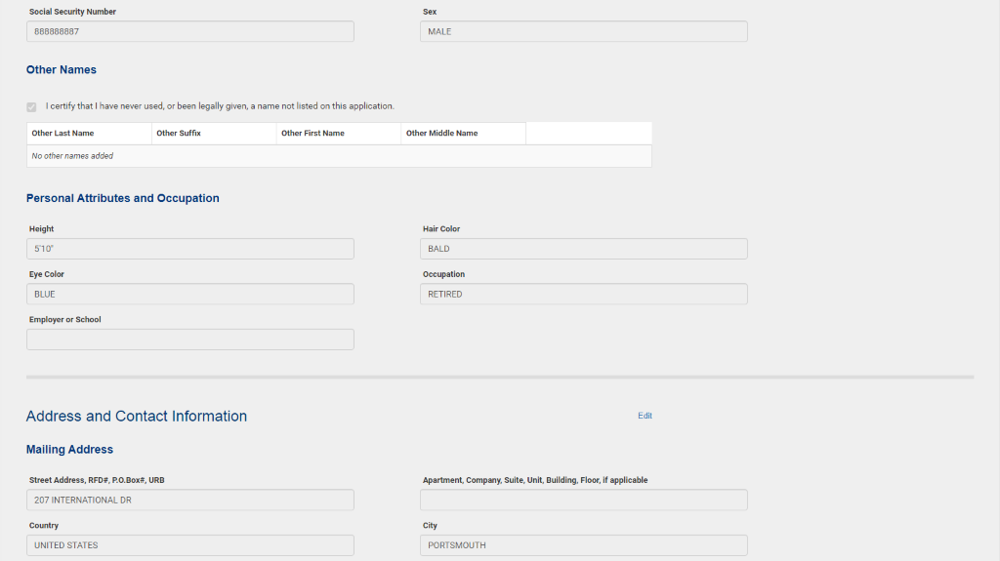 Social Security Number Sex
888888887 MALE
Other Names
I certify that I have never used, or been legally given, a name not listed on this application.
Other Last Name Other Suffix Other First Name Other Middle Name
No other names added
Personal Attributes and Occupation
Height Hair Color
5'10" BALD
Eye Color Occupation
BLUE RETIRED
Employer or School
Address and Contact Information Edit
Mailing Address
Street Address, RFD#, P.O.Box#, URB Apartment, Company, Suite, Unit, Building, Floor, if applicable
207 INTERNATIONAL DR
Country City
UNITED STATES PORTSMOUTH